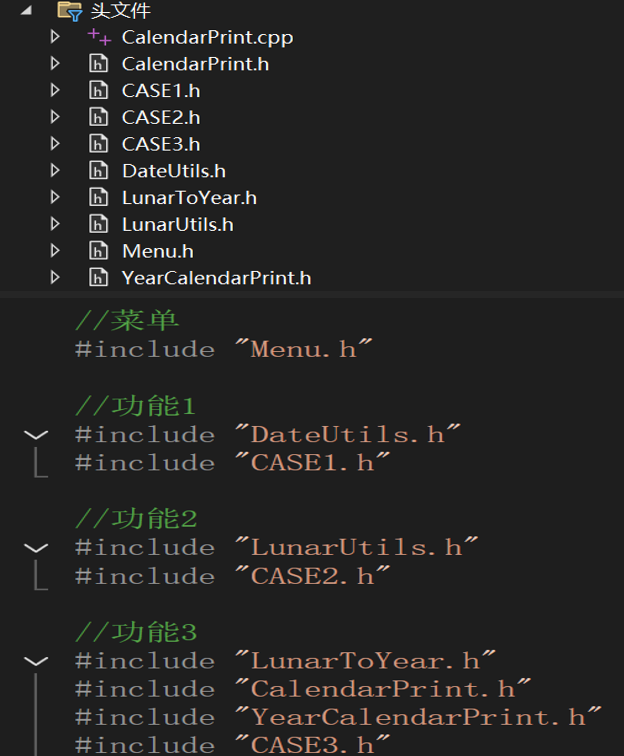 头文件
CalendarPrint.cpp
CalendarPrint.h
CASE1.h
CASE2.h
CASE3.h
DateUtils.h
LunarToYear.h
LunarUtils.h
Menu.h
YearCalendarPrint.h
//菜单
#include "Menu.h"
//功能1
#include "DateUtils.h"
#include "CASE1.h"
//功能2
#include "LunarUtils.h"
#include "CASE2.h"
//功能3
#include "LunarToYear.h"
#include "CalendarPrint.h"
#include "YearCalendarPrint.h"
#include "CASE3.h"